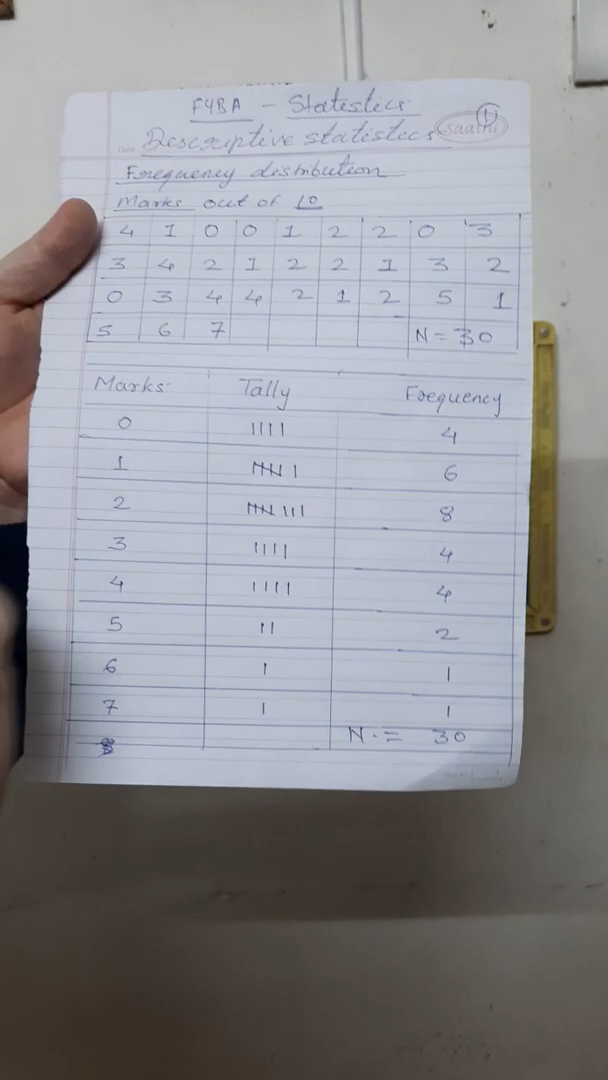 FYBA - Statistics
Descriptive statistics saathi 1
Date:
Frequency distribution
Marks out of 10
4 1 0 0 1 2 2 0 3
3 4 2 1 2 2 1 3 2
0 3 4 4 2 1 2 5 1
5 6 7 N = 30
Marks Tally Frequency
0 |||| 4
1 𝍸 | 6
2 𝍸 ||| 8
3 |||| 4
4 |||| 4
5 || 2
6 | 1
7 | 1
N. = 30